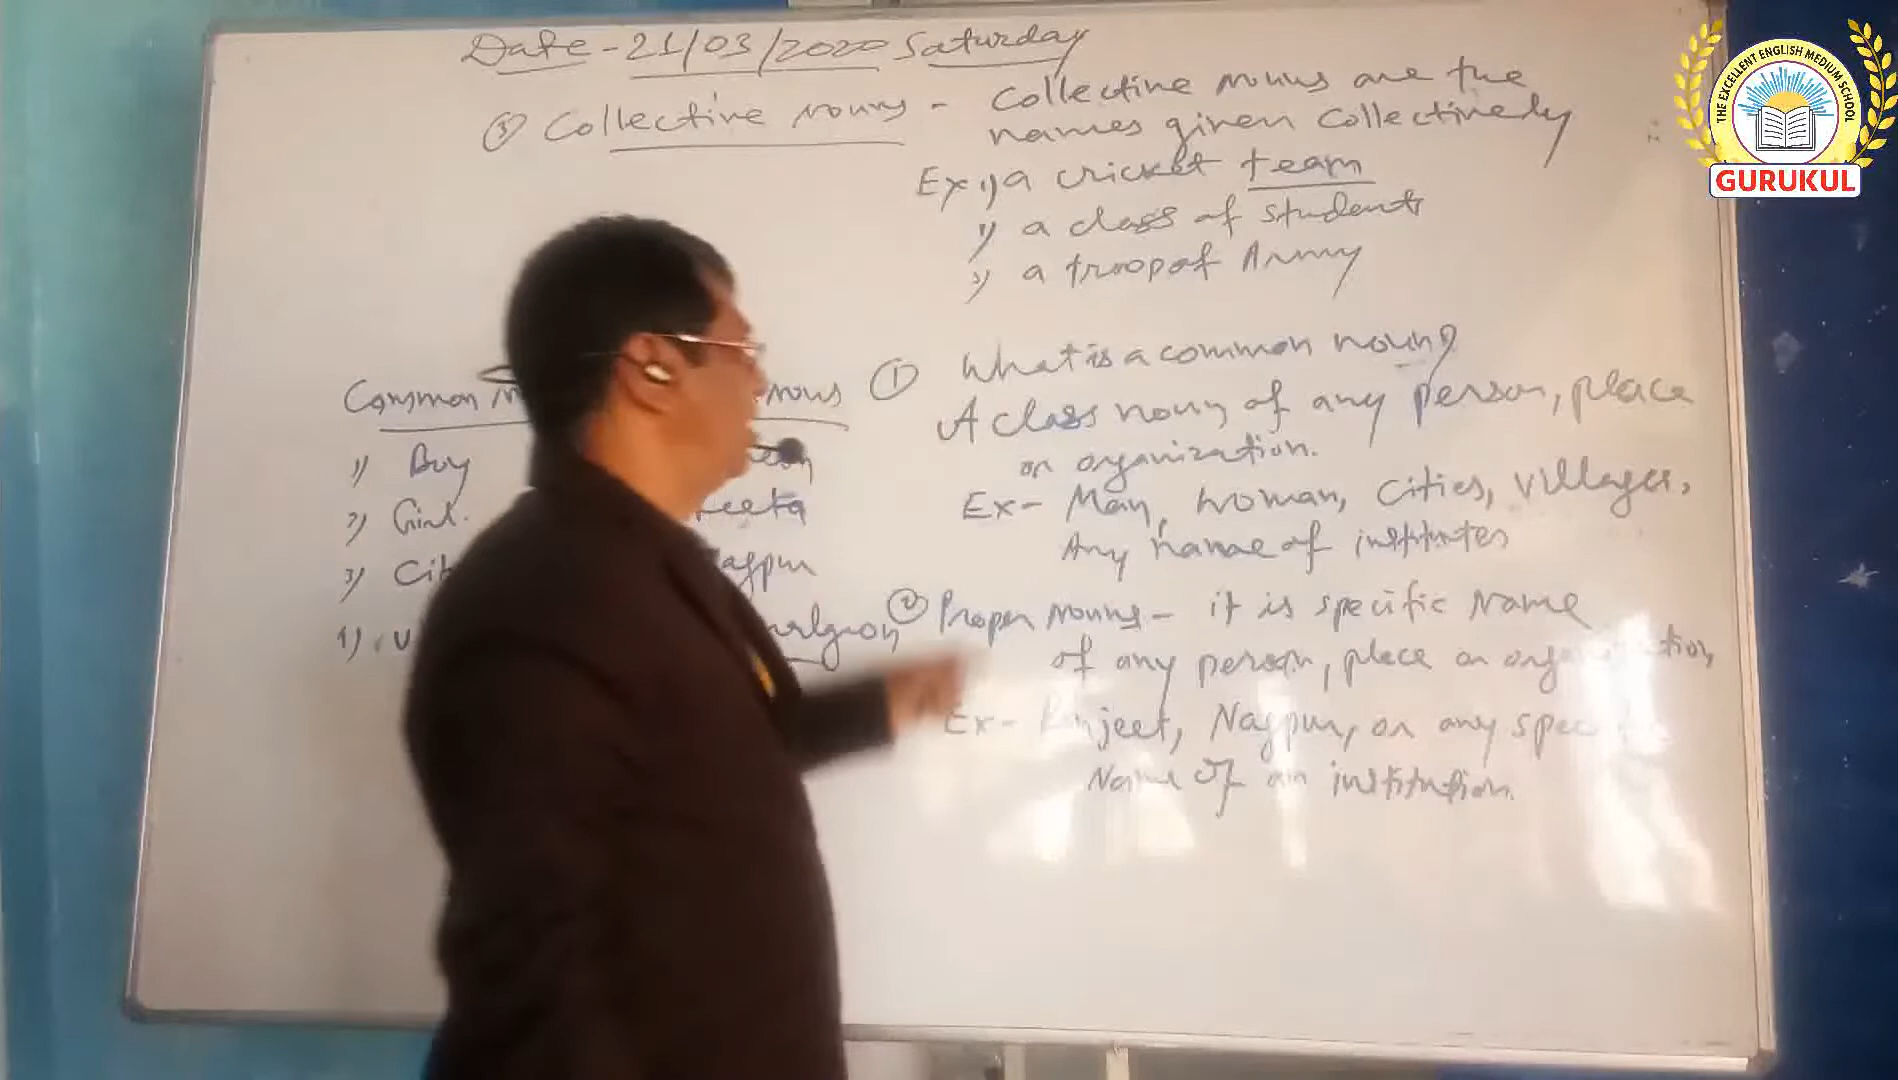 Date - 21/03/2020 Saturday
③ Collective nouns - Collective nouns are the
names given collectively
Ex 1) a cricket team
2) a class of students
3) a troop of Army
① What is a common noun?
A class noun of any person, place
or organization.
Ex - Man, woman, cities, villages,
Any name of institutes
② Proper nouns - it is specific Name
of any person, place or
Ex - Nagpur, or any
Name of an institution.
Common nous
1) Boy
2) Girl.
3)
4)
THE EXCELLENT ENGLISH MEDIUM SCHOOL
GURUKUL